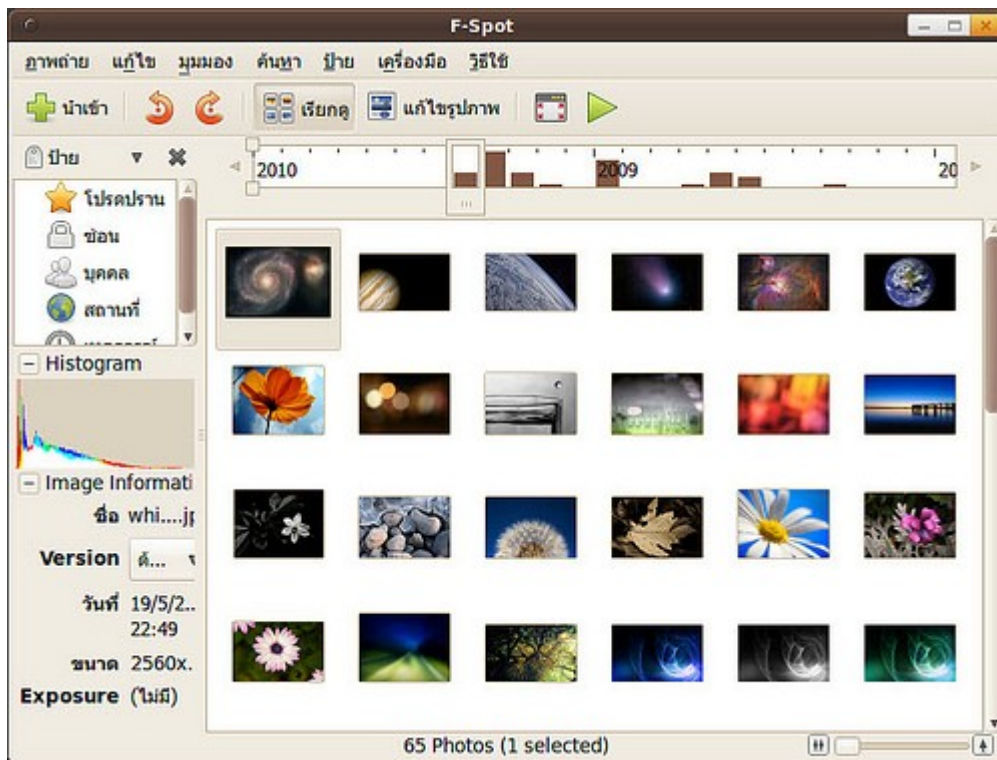 F-Spot
ภาพถ่าย แก้ไข มุมมอง ค้นหา ป้าย เครื่องมือ วิธีใช้
นำเข้า เรียกดู แก้ไขรูปภาพ
ป้าย
2010 2009 20
โปรดปราน
ซ่อน
บุคคล
สถานที่
Histogram
Image Informati
ชื่อ whi....jp
Version ต้...
วันที่ 19/5/2..
22:49
ขนาด 2560x.
Exposure (ไม่มี)
65 Photos (1 selected)